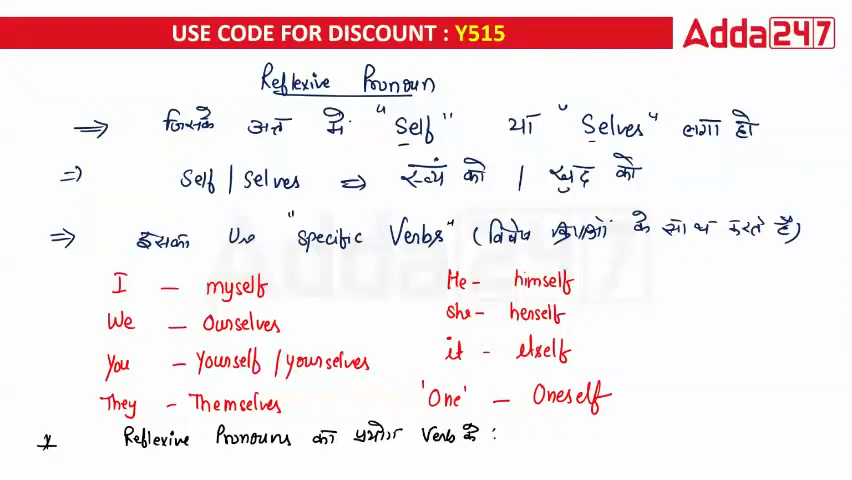 USE CODE FOR DISCOUNT : Y515
Adda247
Reflexive Pronoun
⇒ जिसके अन्त में "Self" या "Selves" लगा हो
⇒ Self / Selves ⇒ स्वयं को / खुद को
⇒ इसका Use "specific Verbs" (विशेष क्रियाओं के साथ करते हैं)
I — myself
He - himself
We — Ourselves
She - herself
You — Yourself / yourselves
it - itself
They - Themselves
'One' — Oneself
* Reflexive Pronouns का प्रयोग Verb के :